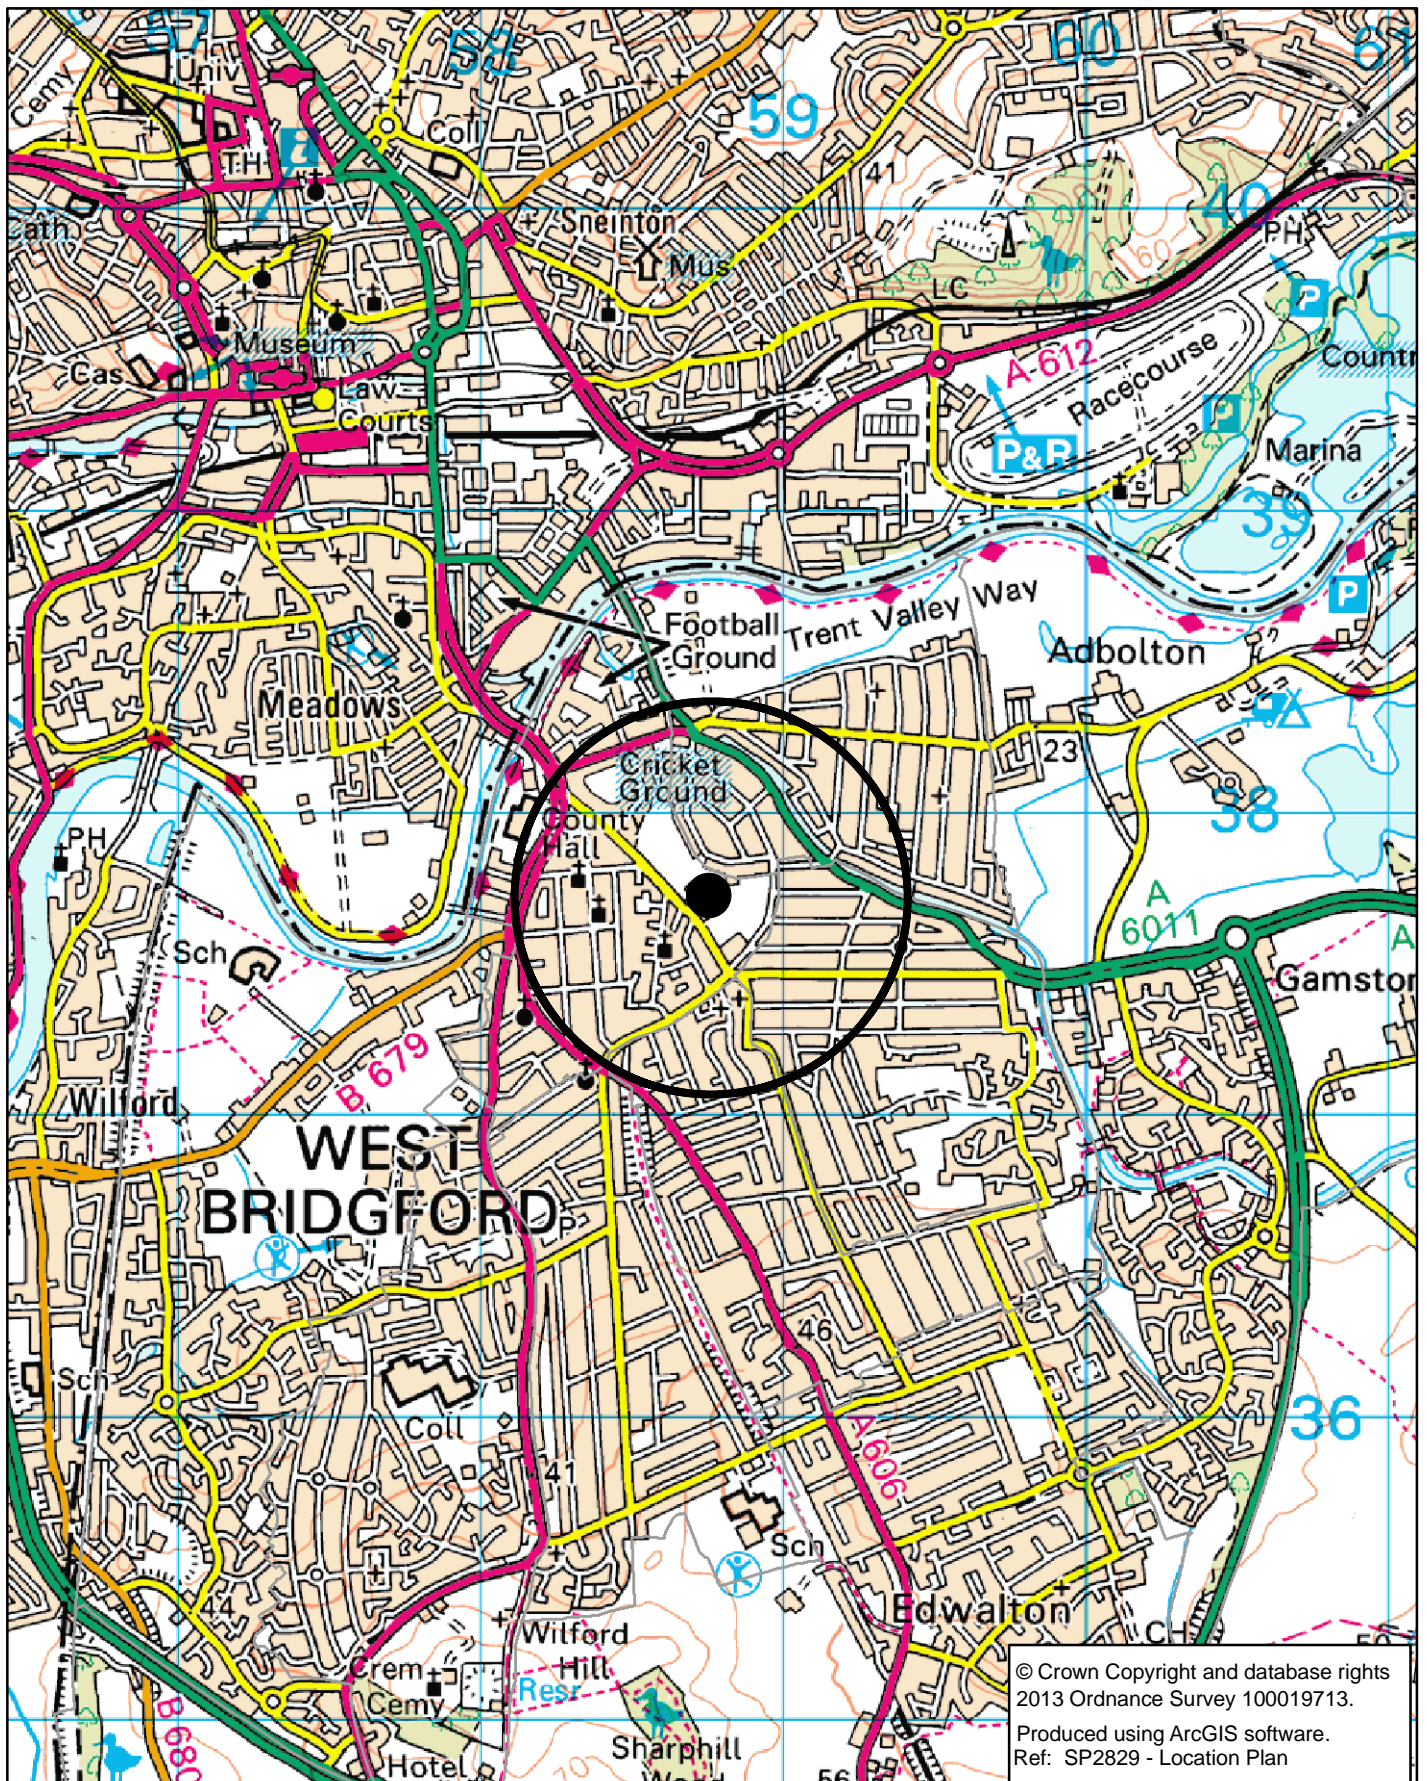 57
58
60
61
Cemy
Univ
59
Coll
TH
i
41
40
PH
Sneinton
Mus
ath
LC
P
Museum
Countr
Cas
Law
Courts
A 612
Racecourse
P
P&R
Marina
39
P
Football
Ground
Trent Valley Way
Adbolton
Meadows
23
Cricket
Ground
38
PH
County
Hall
A
6011
A
Sch
Gamston
B 679
Wilford
WEST
BRIDGFORD
P
46
Sch
36
Coll
A 606
41
Sch
44
Edwalton
CH
50
Wilford
Hill
Crem
Cemy
Resr
B 680
Sharphill
Wood
Hotel
56
© Crown Copyright and database rights
2013 Ordnance Survey 100019713.
Produced using ArcGIS software.
Ref: SP2829 - Location Plan